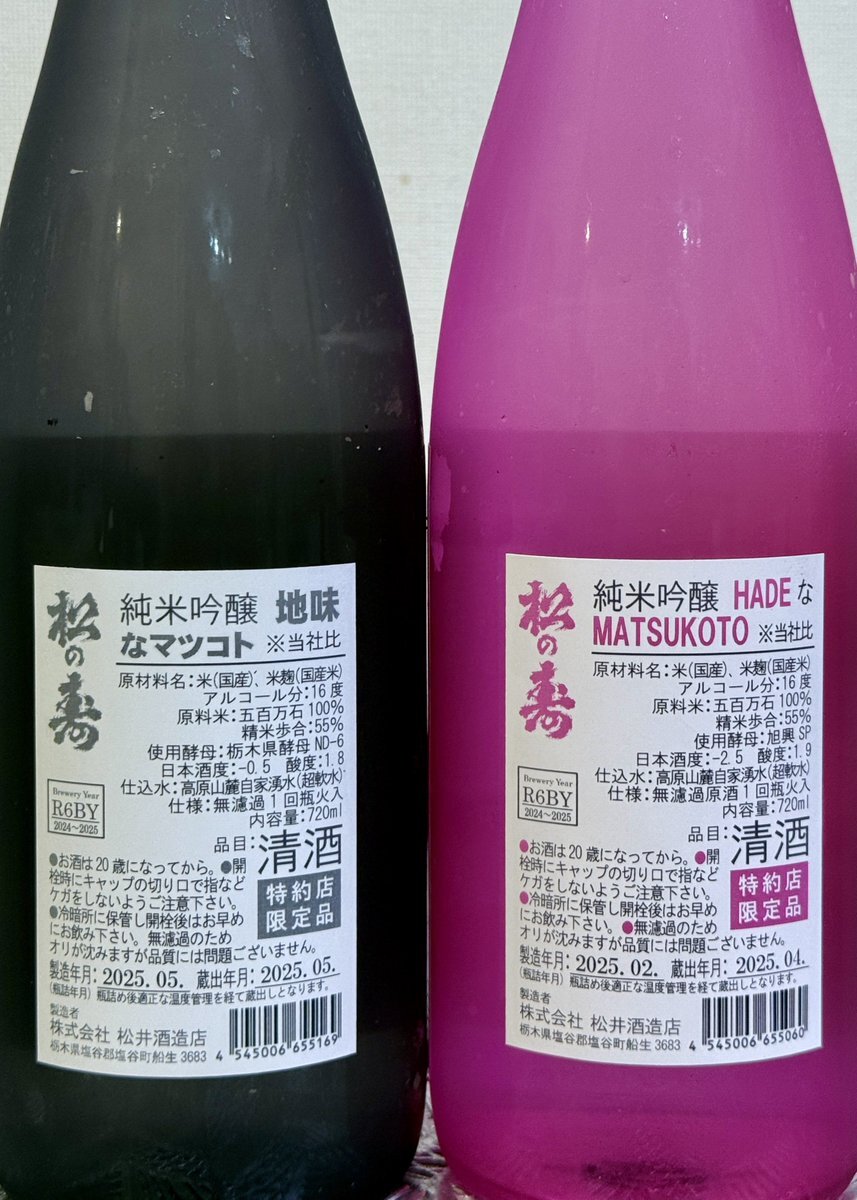 松の寿
純米吟醸 地味
なマツコト ※当社比
原材料名:米(国産)、米麹(国産米)
アルコール分:16度
原料米:五百万石100%
精米歩合:55%
使用酵母:栃木県酵母 ND-6
日本酒度:-0.5 酸度:1.8
仕込水:高原山麓自家湧水(超軟水)
仕様:無濾過1回瓶火入
内容量:720ml
Brewery Year
R6BY
2024~2025
品目:清酒
●お酒は20歳になってから。●開
栓時にキャップの切り口で指など
ケガをしないようご注意下さい。
●冷暗所に保管し開栓後はお早め
にお飲み下さい。無濾過のため
オリが沈みますが品質には問題ございません。
特約店
限定品
製造年月:2025.05. 蔵出年月:2025.05.
(瓶詰年月) 瓶詰め後適正な温度管理を経て蔵出しとなります。
製造者
株式会社 松井酒造店
栃木県塩谷郡塩谷町船生3683
4 545006 655169
松の寿
純米吟醸 HADEな
MATSUKOTO ※当社比
原材料名:米(国産)、米麹(国産米)
アルコール分:16度
原料米:五百万石100%
精米歩合:55%
使用酵母:旭興SP
日本酒度:-2.5 酸度:1.9
仕込水:高原山麓自家湧水(超軟水)
仕様:無濾過原酒1回瓶火入
内容量:720ml
Brewery Year
R6BY
2024~2025
品目:清酒
●お酒は20歳になってから。●開
栓時にキャップの切り口で指など
ケガをしないようご注意下さい。
●冷暗所に保管し開栓後はお早め
にお飲み下さい。●無濾過のため
オリが沈みますが品質には問題ございません。
特約店
限定品
製造年月:2025.02. 蔵出年月:2025.04.
(瓶詰年月) 瓶詰め後適正な温度管理を経て蔵出しとなります。
製造者
株式会社 松井酒造店
栃木県塩谷郡塩谷町船生3683
4 545006 655060